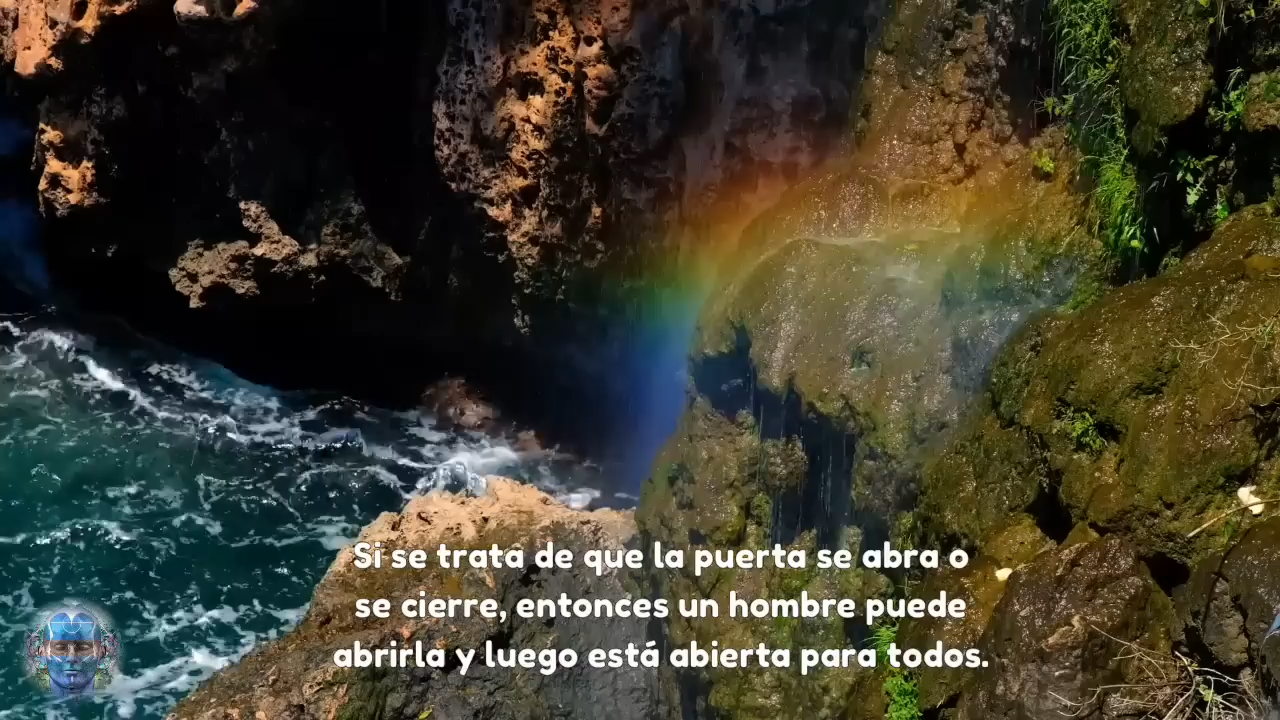 Si se trata de que la puerta se abra o
se cierre, entonces un hombre puede
abrirla y luego está abierta para todos.